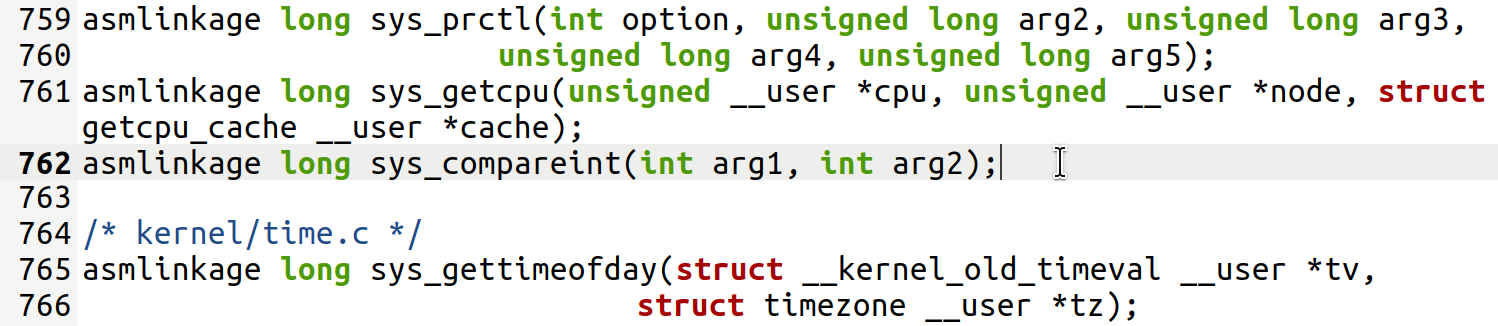 759 asmlinkage long sys_prctl(int option, unsigned long arg2, unsigned long arg3,
760 unsigned long arg4, unsigned long arg5);
761 asmlinkage long sys_getcpu(unsigned __user *cpu, unsigned __user *node, struct
getcpu_cache __user *cache);
762 asmlinkage long sys_compareint(int arg1, int arg2);
763
764 /* kernel/time.c */
765 asmlinkage long sys_gettimeofday(struct __kernel_old_timeval __user *tv,
766 struct timezone __user *tz);